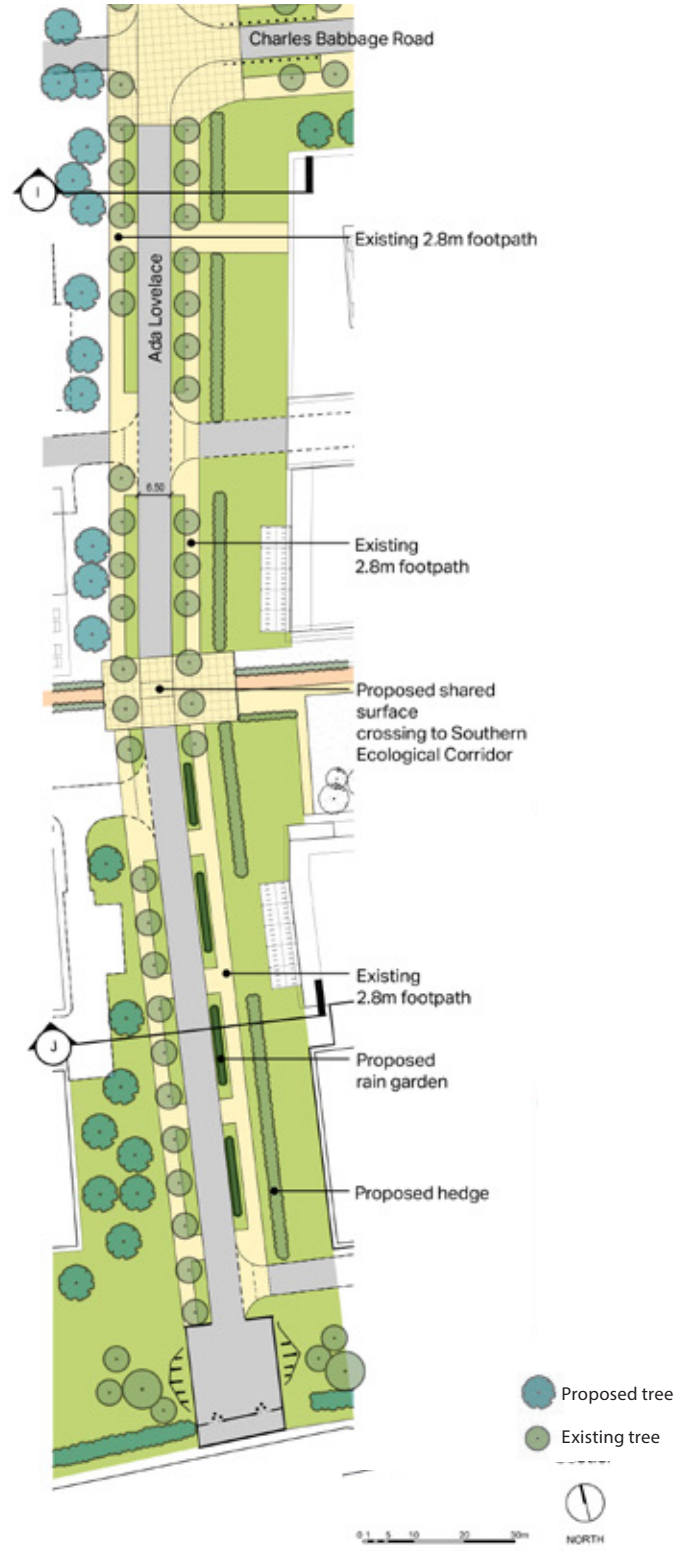 Charles Babbage Road
I
Existing 2.8m footpath
Ada Lovelace
6.50
Existing
2.8m footpath
Proposed shared
surface
crossing to Southern
Ecological Corridor
Existing
2.8m footpath
J
Proposed
rain garden
Proposed hedge
Proposed tree
Existing tree
NORTH
0 1 5 10 20 30m